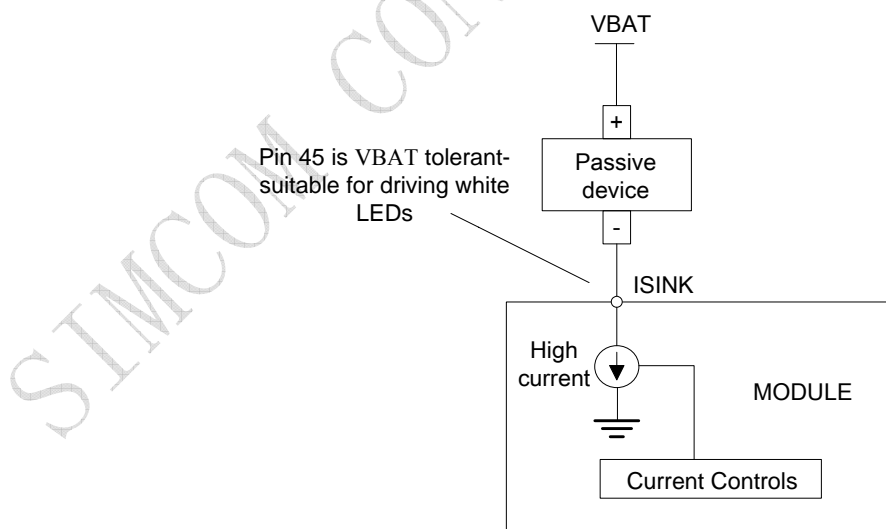 VBAT
+
Passive
device
-
Pin 45 is VBAT tolerant-
suitable for driving white
LEDs
ISINK
High
current
MODULE
Current Controls
SIMCOM CON